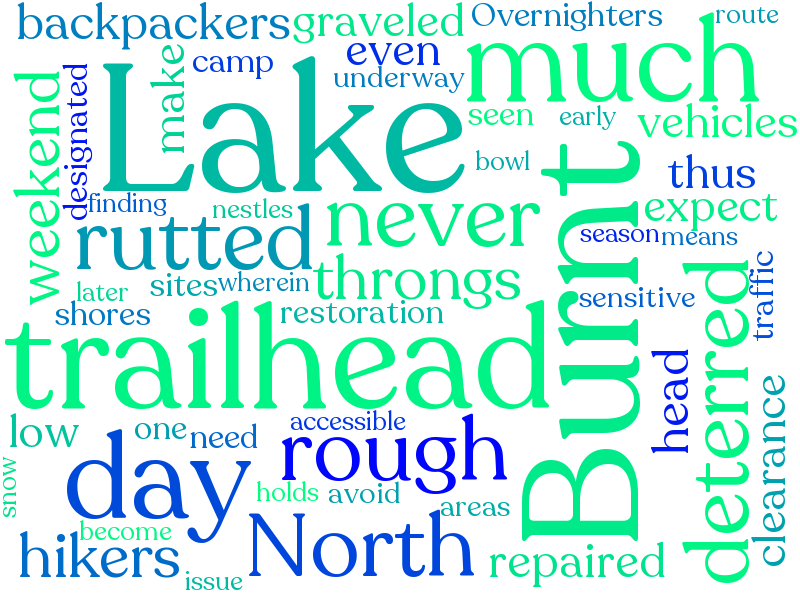 backpackers graveled Overnighters route
camp even much
underway
designated make Lake seen early vehicles
weekend bowl thus
finding nestles never Burnt expect
rutted season means
later sites wherein throngs sensitive traffic
shores restoration
trailhead deterred
low one need accessible head
day rough clearance
snow holds avoid areas
become North
hikers issue repaired